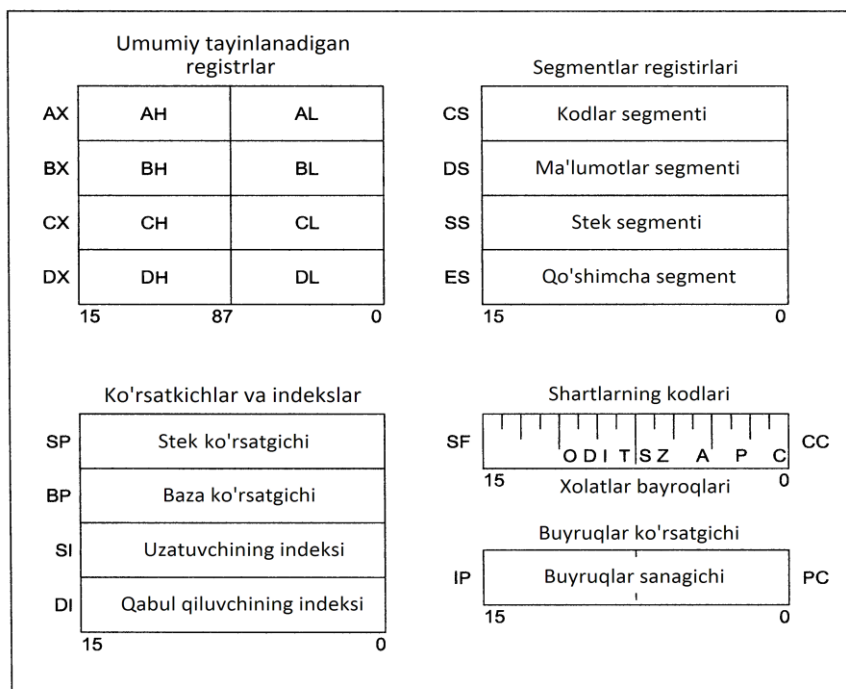 Umumiy tayinlanadigan
registrlar
AX AH AL
BX BH BL
CX CH CL
DX DH DL
15 87 0
Segmentlar registirlari
CS Kodlar segmenti
DS Ma'lumotlar segmenti
SS Stek segmenti
ES Qo'shimcha segment
15 0
Ko'rsatkichlar va indekslar
SP Stek ko'rsatgichi
BP Baza ko'rsatgichi
SI Uzatuvchining indeksi
DI Qabul qiluvchining indeksi
15 0
Shartlarning kodlari
SF O D I T S Z A P C CC
15 0
Xolatlar bayroqlari
Buyruqlar ko'rsatgichi
IP Buyruqlar sanagichi PC
15 0